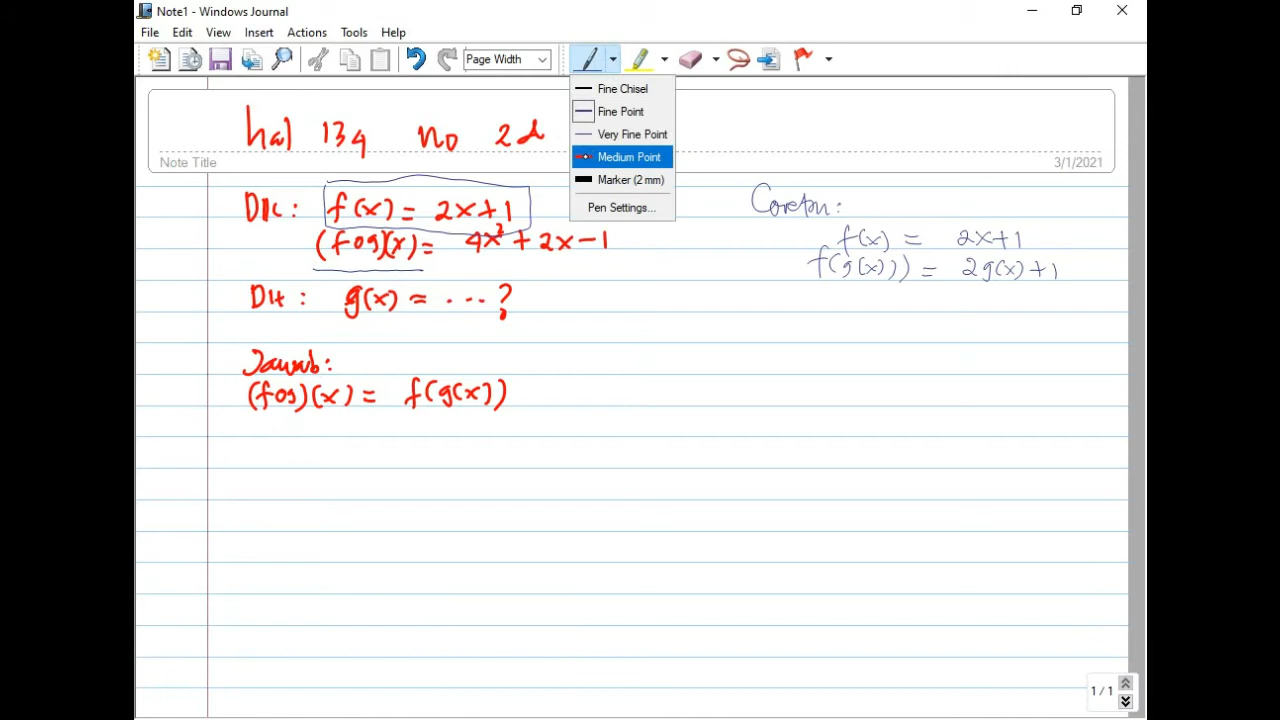 Note1 - Windows Journal
File Edit View Insert Actions Tools Help
Page Width
Fine Chisel
Fine Point
Very Fine Point
Medium Point
Marker (2 mm)
Pen Settings...
hal 134 no 2d
Note Title
3/1/2021
DIK: f(x) = 2x+1
(fog)(x) = 4x² + 2x - 1
Dit: g(x) = ... ?
Jawab:
(fog)(x) = f(g(x))
Coretan:
f(x) = 2x+1
f(g(x)) = 2g(x)+1
1 / 1